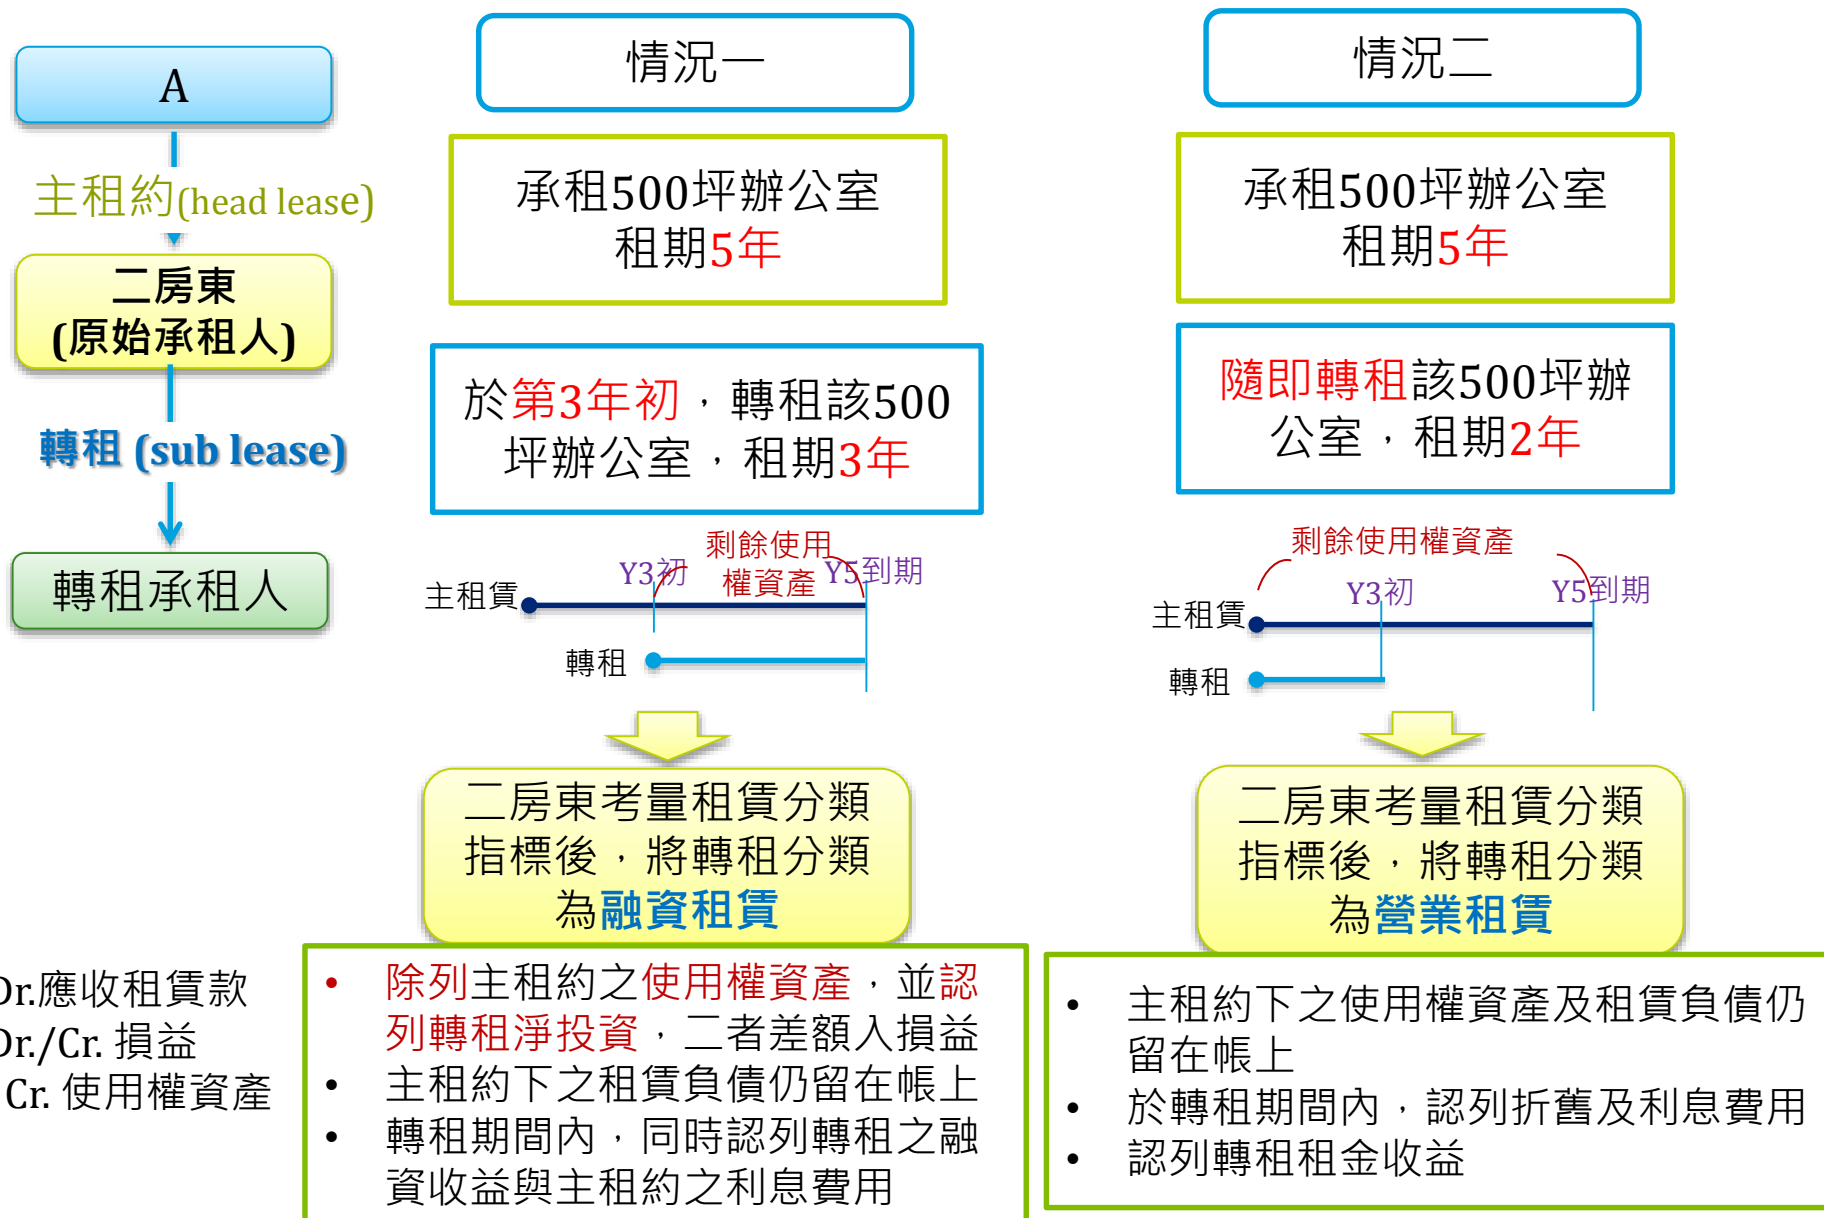 A
主租約(head lease)
二房東
(原始承租人)
轉租 (sub lease)
轉租承租人
情況一
承租500坪辦公室
租期5年
於第3年初，轉租該500
坪辦公室，租期3年
剩餘使用
權資產
Y3初
Y5到期
主租賃
轉租
二房東考量租賃分類
指標後，將轉租分類
為融資租賃
Dr.應收租賃款
Dr./Cr. 損益
Cr. 使用權資產
• 除列主租約之使用權資產，並認
列轉租淨投資，二者差額入損益
• 主租約下之租賃負債仍留在帳上
• 轉租期間內，同時認列轉租之融
資收益與主租約之利息費用
情況二
承租500坪辦公室
租期5年
隨即轉租該500坪辦
公室，租期2年
剩餘使用權資產
Y3初
Y5到期
主租賃
轉租
二房東考量租賃分類
指標後，將轉租分類
為營業租賃
• 主租約下之使用權資產及租賃負債仍
留在帳上
• 於轉租期間內，認列折舊及利息費用
• 認列轉租租金收益